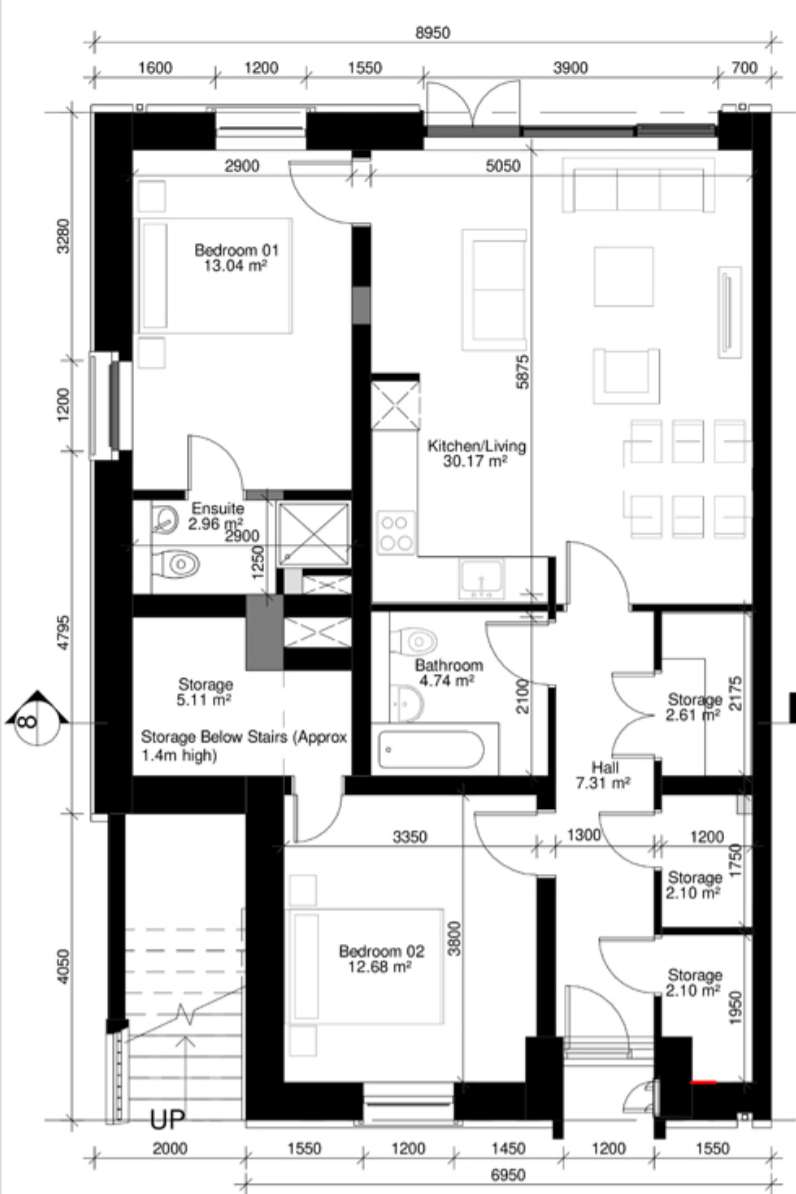 8950
1600 1200 1550 3900 700
2900 5050
3280
Bedroom 01
13.04 m²
5875
1200
Kitchen/Living
30.17 m²
Ensuite
2.96 m²
2900
1250
4795
Storage
5.11 m²
Bathroom
4.74 m²
2100
Storage
2.61 m²
2175
8
Storage Below Stairs (Approx
1.4m high)
Hall
7.31 m²
3350 1300 1200
1750
Storage
2.10 m²
4050
Bedroom 02
12.68 m²
3800
Storage
2.10 m²
1950
UP
2000 1550 1200 1450 1200 1550
6950